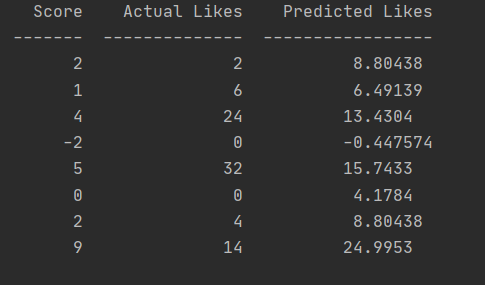 Score    Actual Likes    Predicted Likes
-------  --------------  -----------------
2               2           8.80438
1               6           6.49139
4              24          13.4304
-2               0          -0.447574
5              32          15.7433
0               0           4.1784
2               4           8.80438
9              14          24.9953